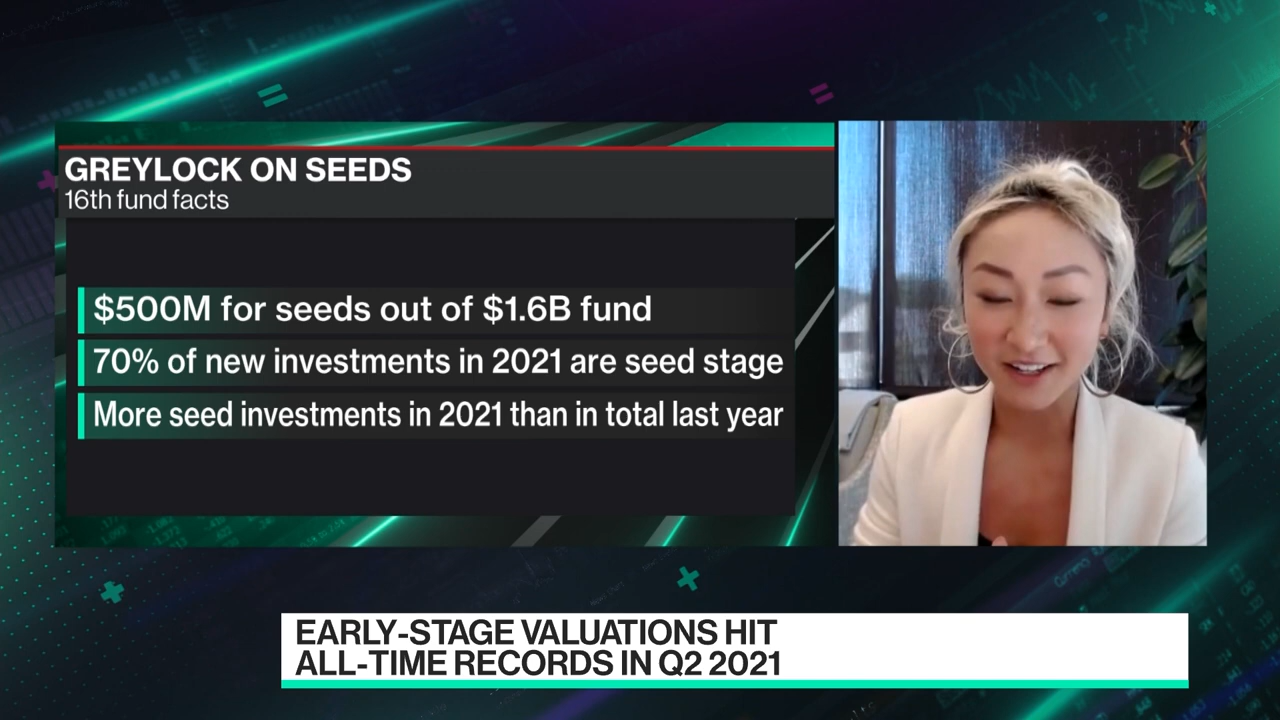 GREYLOCK ON SEEDS
16th fund facts
$500M for seeds out of $1.6B fund
70% of new investments in 2021 are seed stage
More seed investments in 2021 than in total last year
EARLY-STAGE VALUATIONS HIT
ALL-TIME RECORDS IN Q2 2021